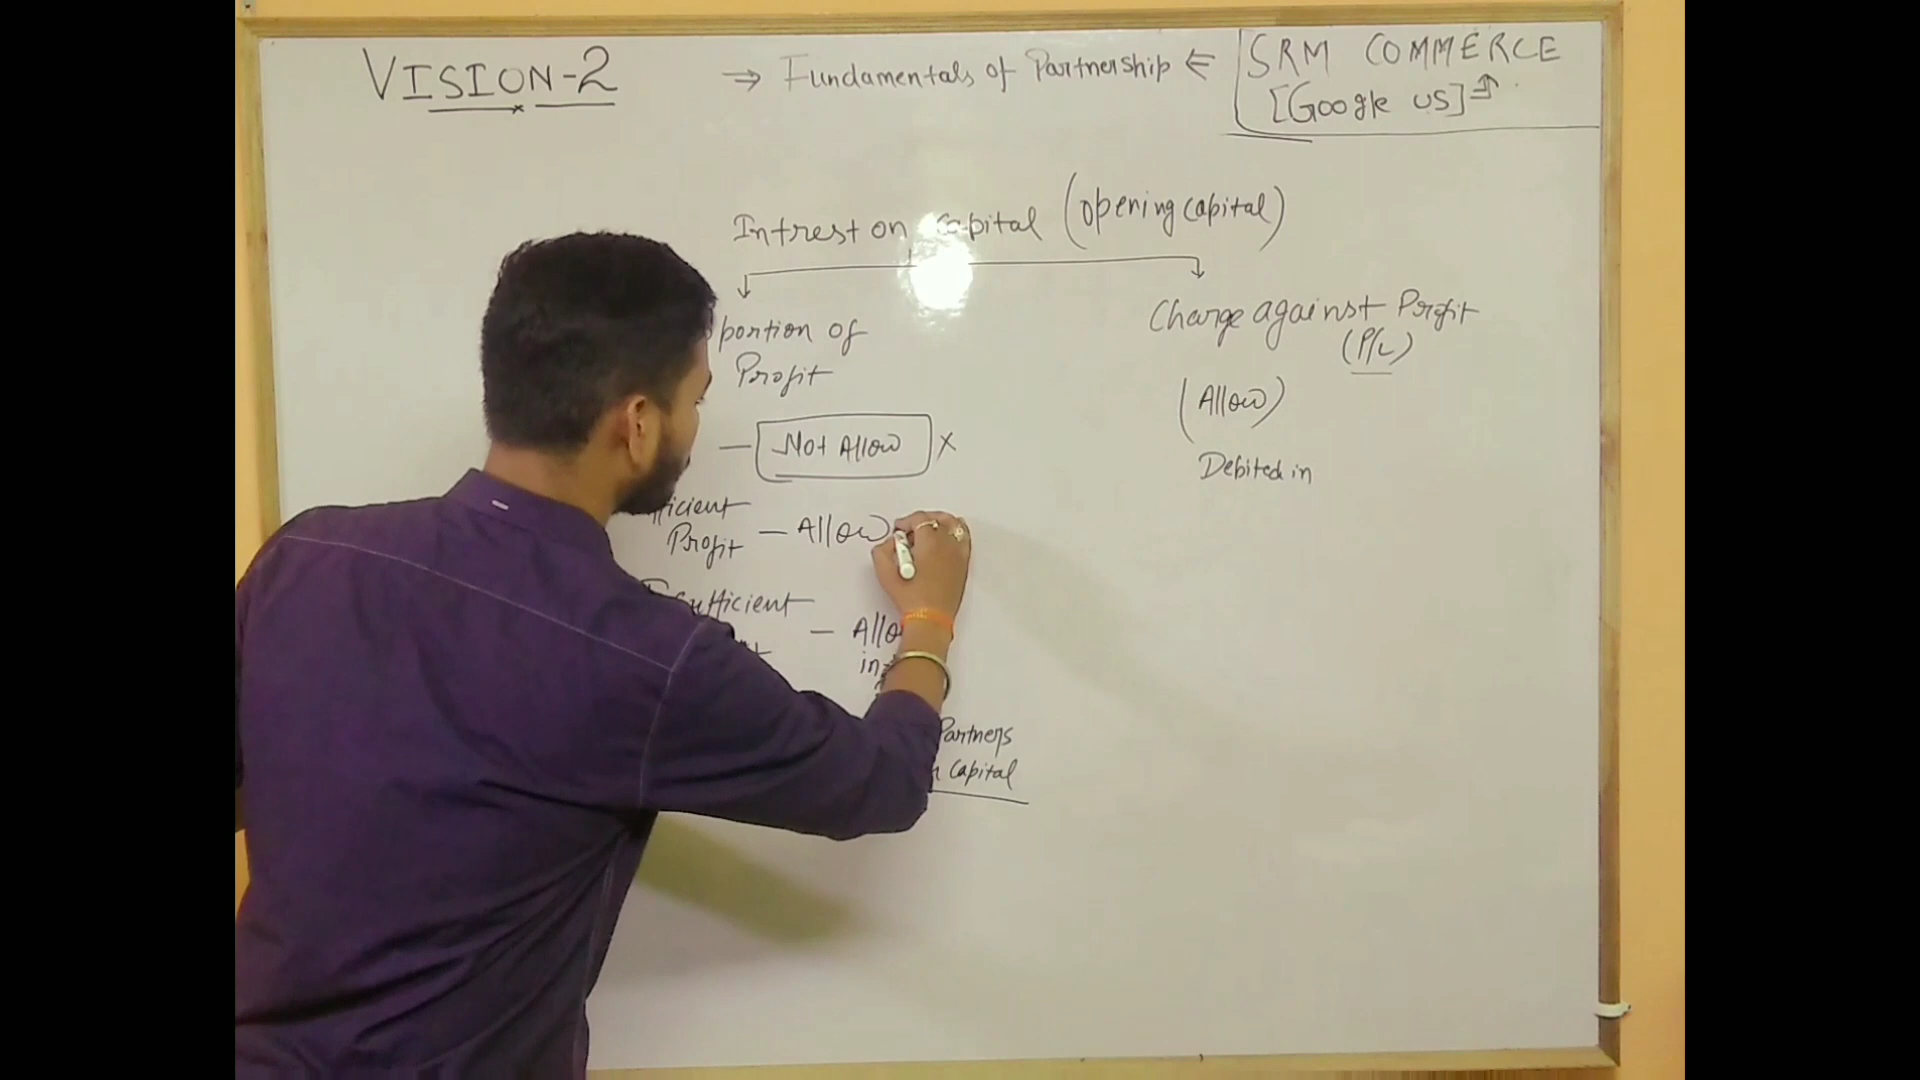 VISION-2
⇒ Fundamentals of Partnership ⇐
SRM COMMERCE
[Google us]
Intrest on Capital (opening capital)
portion of
Profit
Charge against Profit
(P/L)
(Allow)
Debited in
— Not Allow ×
fficient
Profit — Allow
sufficient
— Allo
in
Partners
Capital